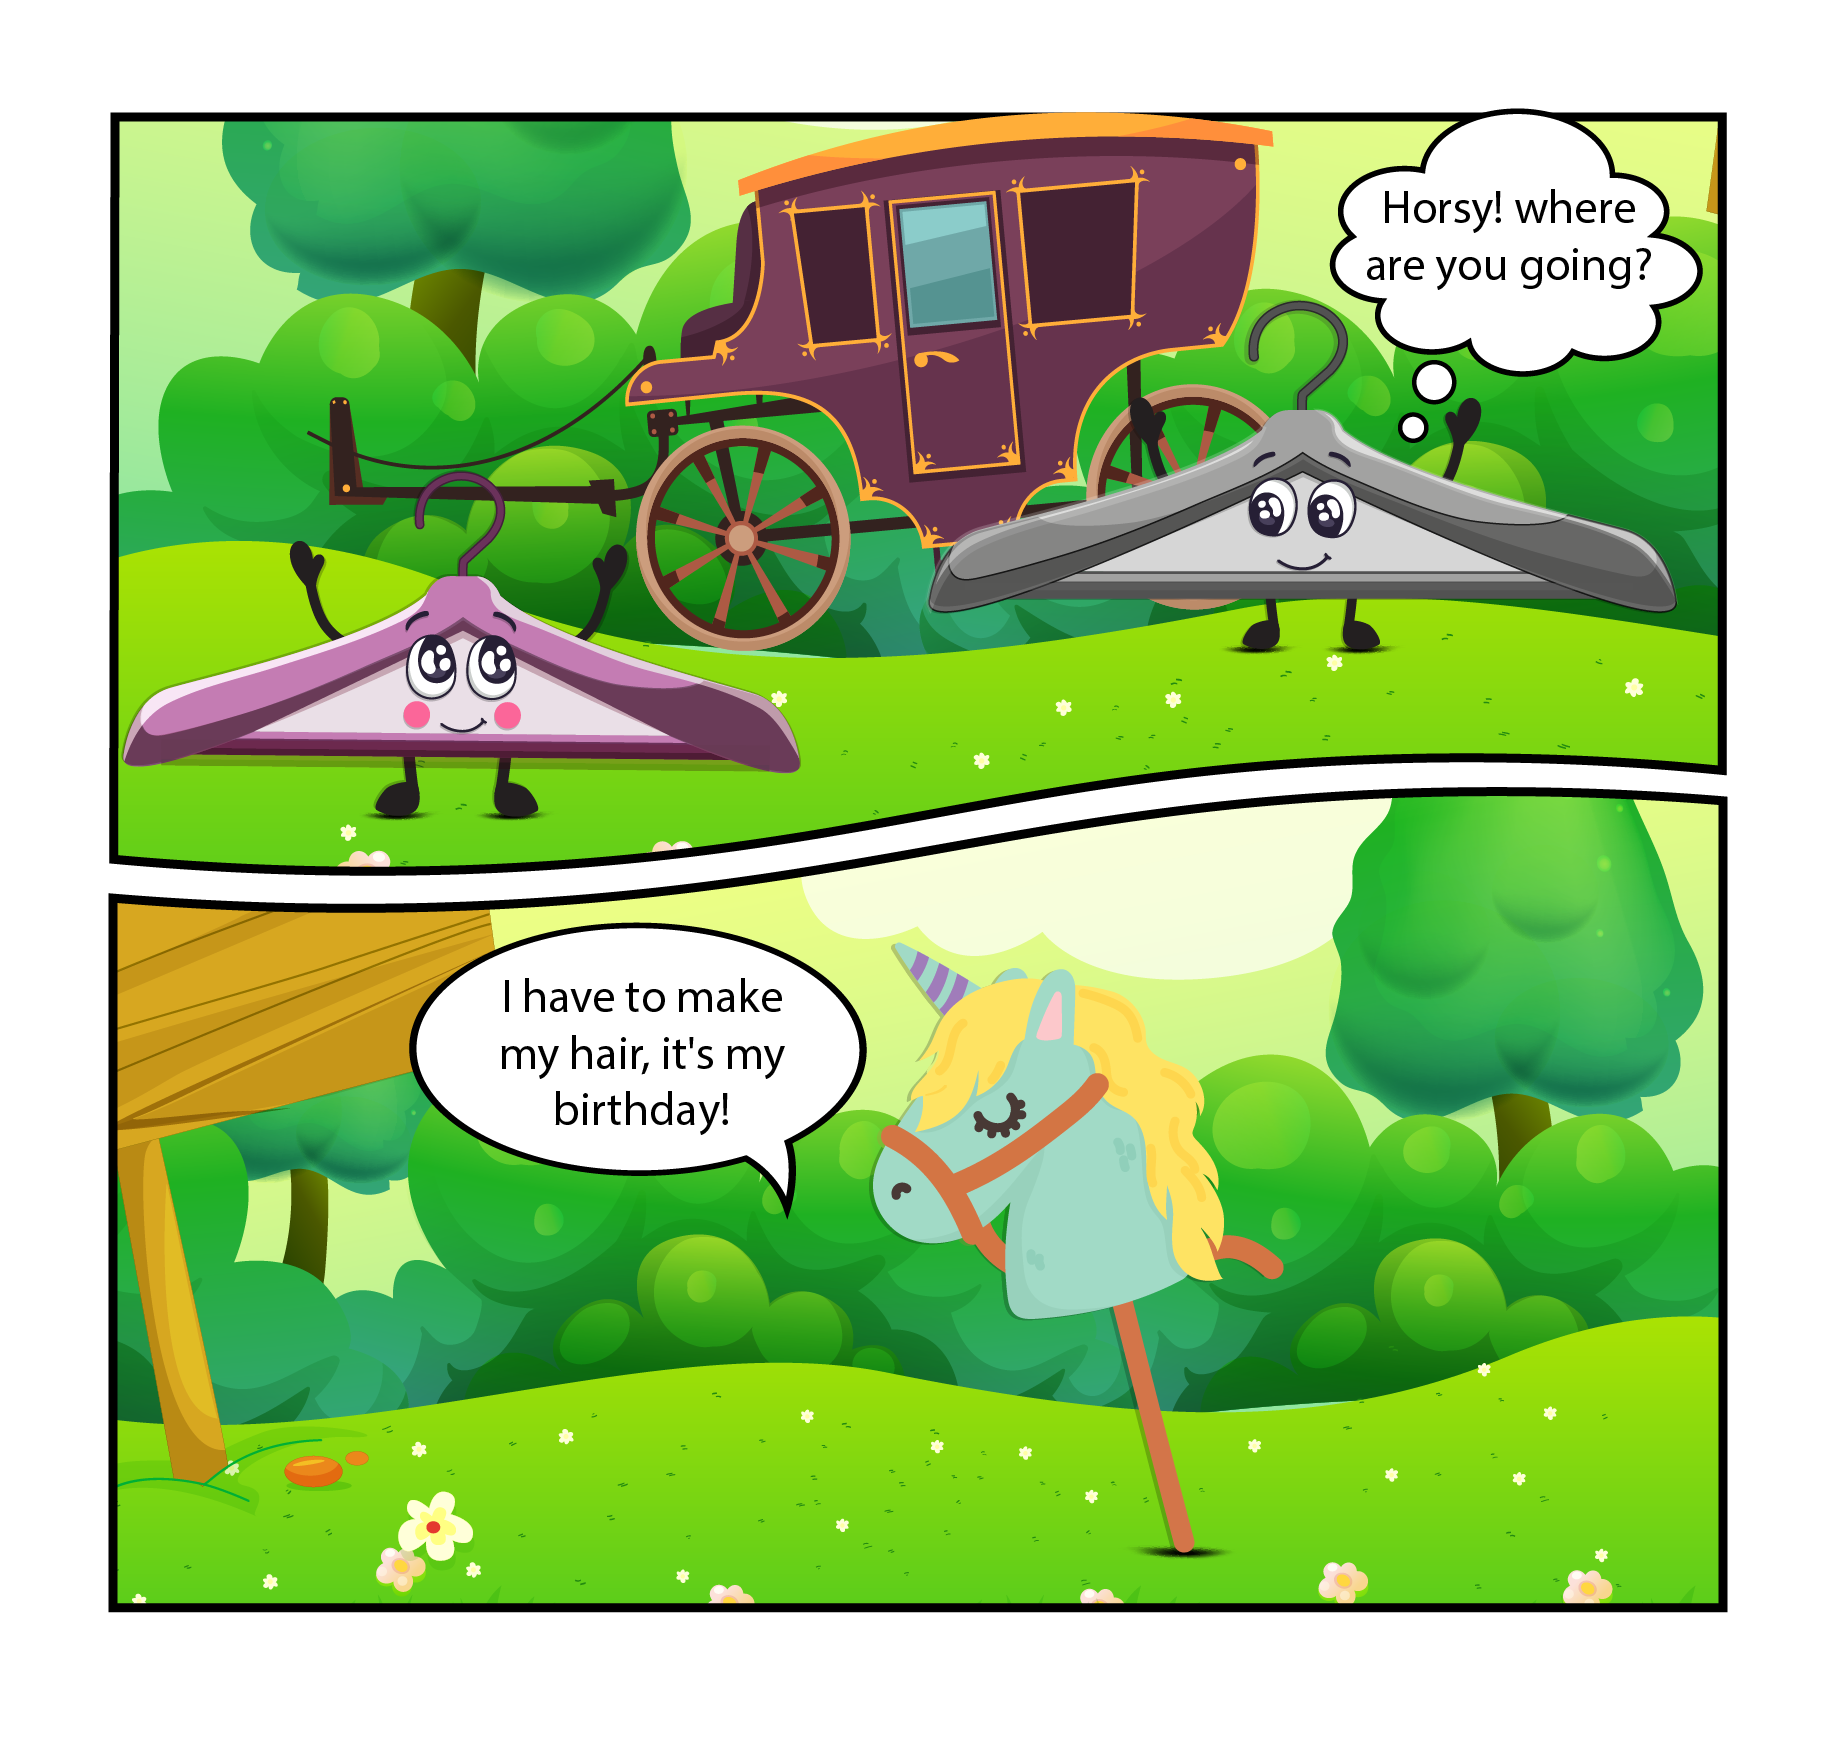 Horsy! where
are you going?
I have to make
my hair, it's my
birthday!